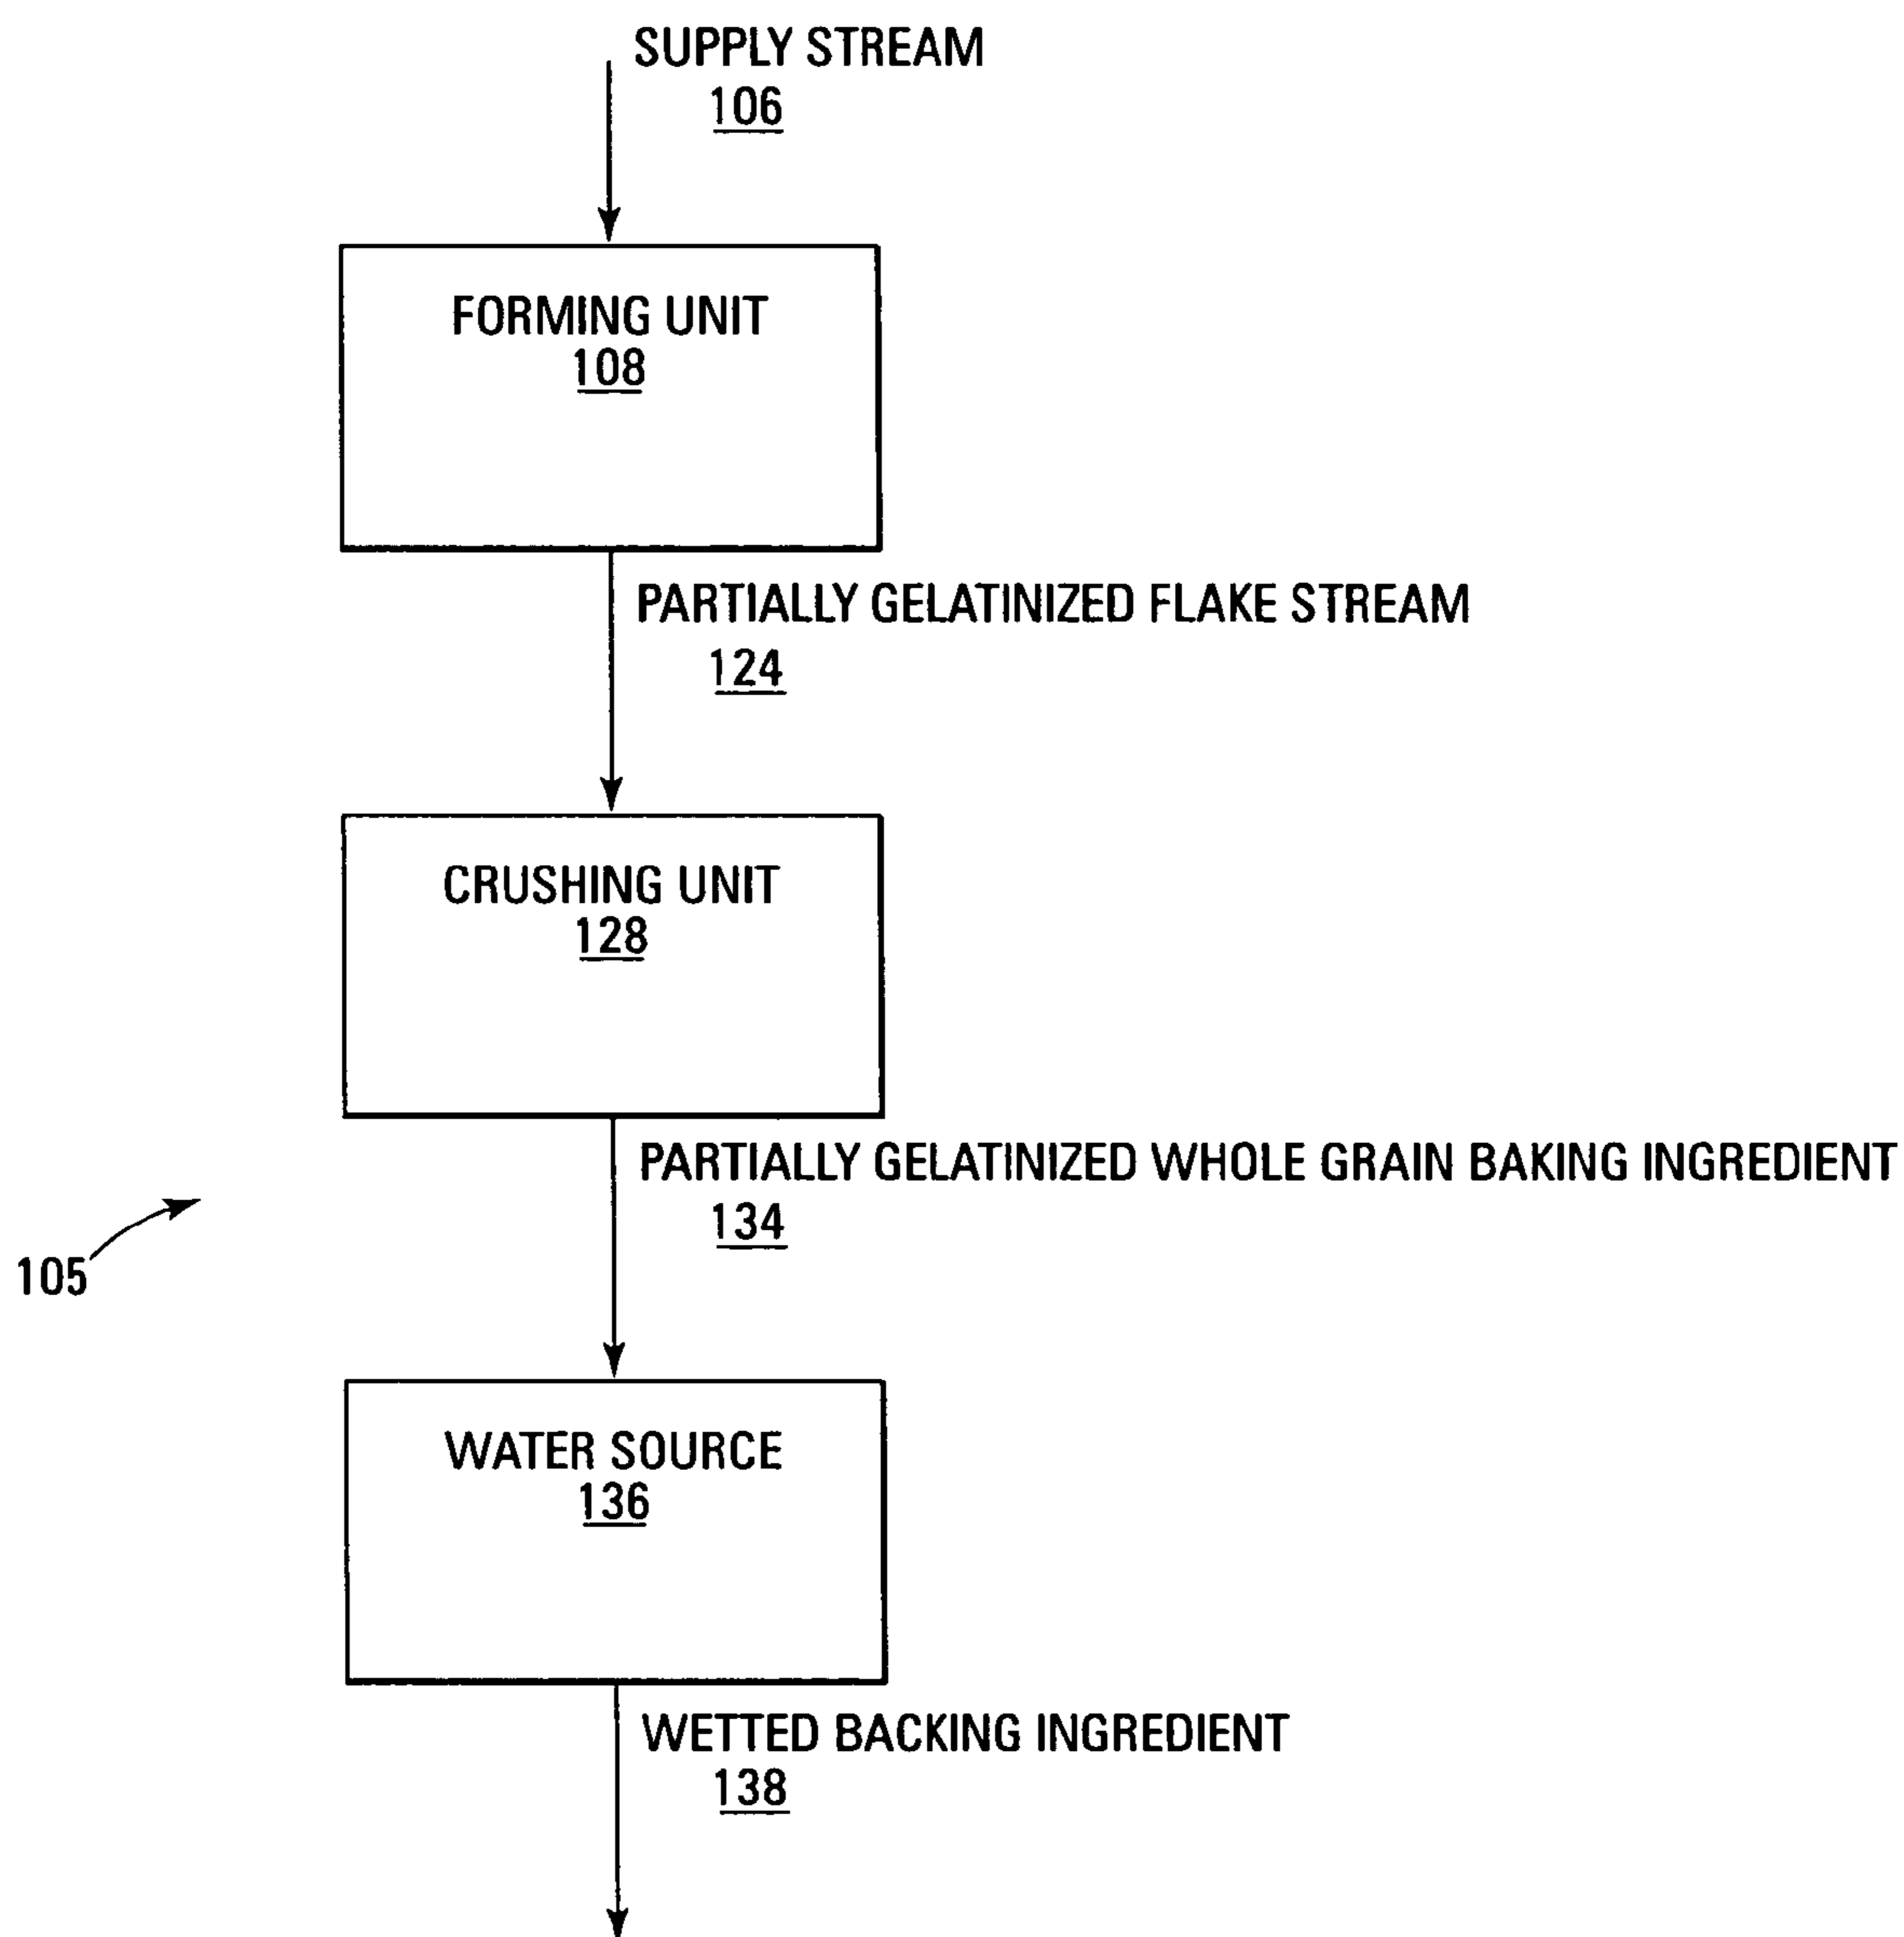 SUPPLY STREAM
106
FORMING UNIT
108
PARTIALLY GELATINIZED FLAKE STREAM
124
CRUSHING UNIT
128
PARTIALLY GELATINIZED WHOLE GRAIN BAKING INGREDIENT
134
105
WATER SOURCE
136
WETTED BACKING INGREDIENT
138